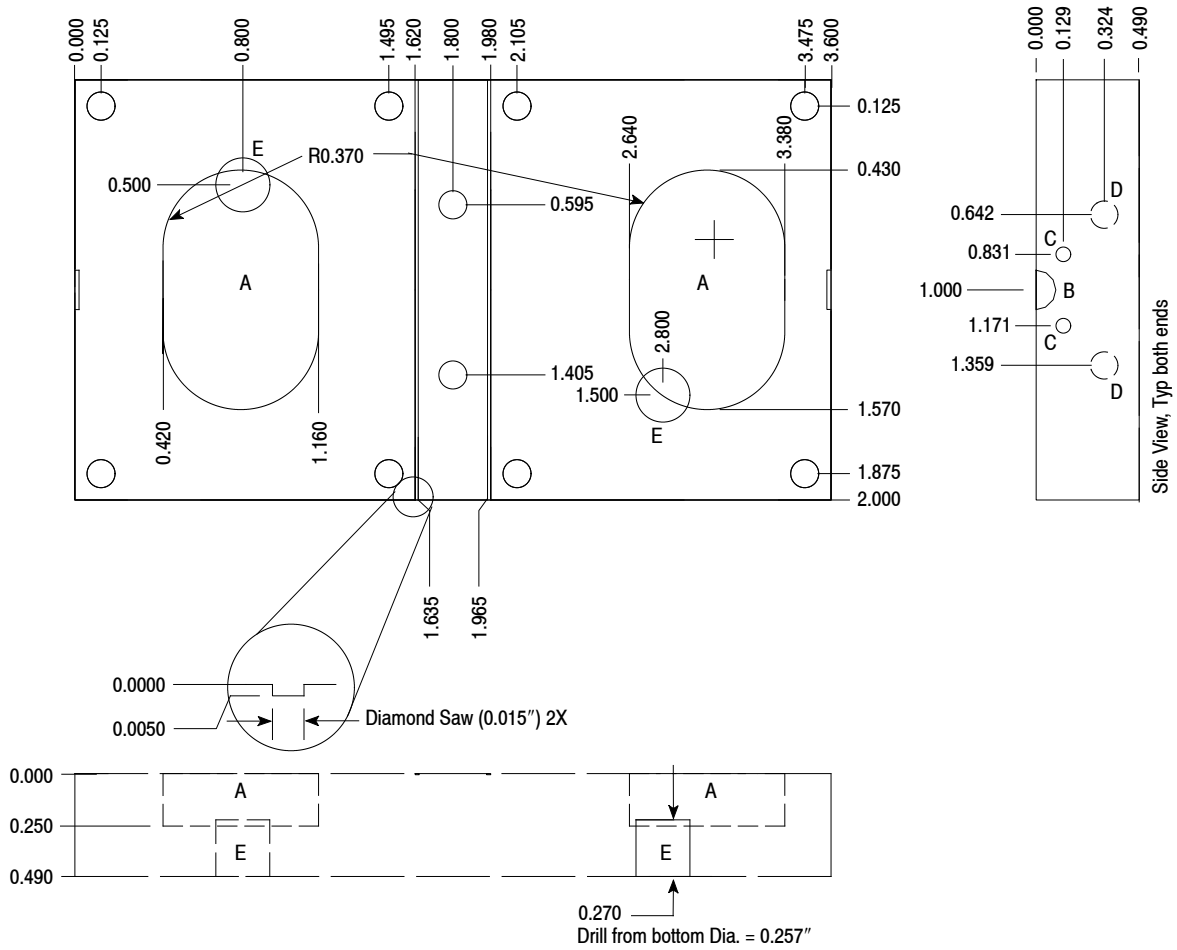 0.000
0.125
0.800
1.495
1.620
1.800
1.980
2.105
3.475
3.600
0.000
0.129
0.324
0.490
0.125
E
R0.370
2.640
3.380
0.430
0.500
0.595
D
0.642
C
0.831
A
A
1.000
B
1.171
C
2.800
1.359
D
1.405
1.500
E
1.570
0.420
1.160
1.875
2.000
Side View, Typ both ends
1.635
1.965
0.0000
0.0050
Diamond Saw (0.015″) 2X
0.000
A
A
0.250
E
E
0.490
0.270
Drill from bottom Dia. = 0.257″